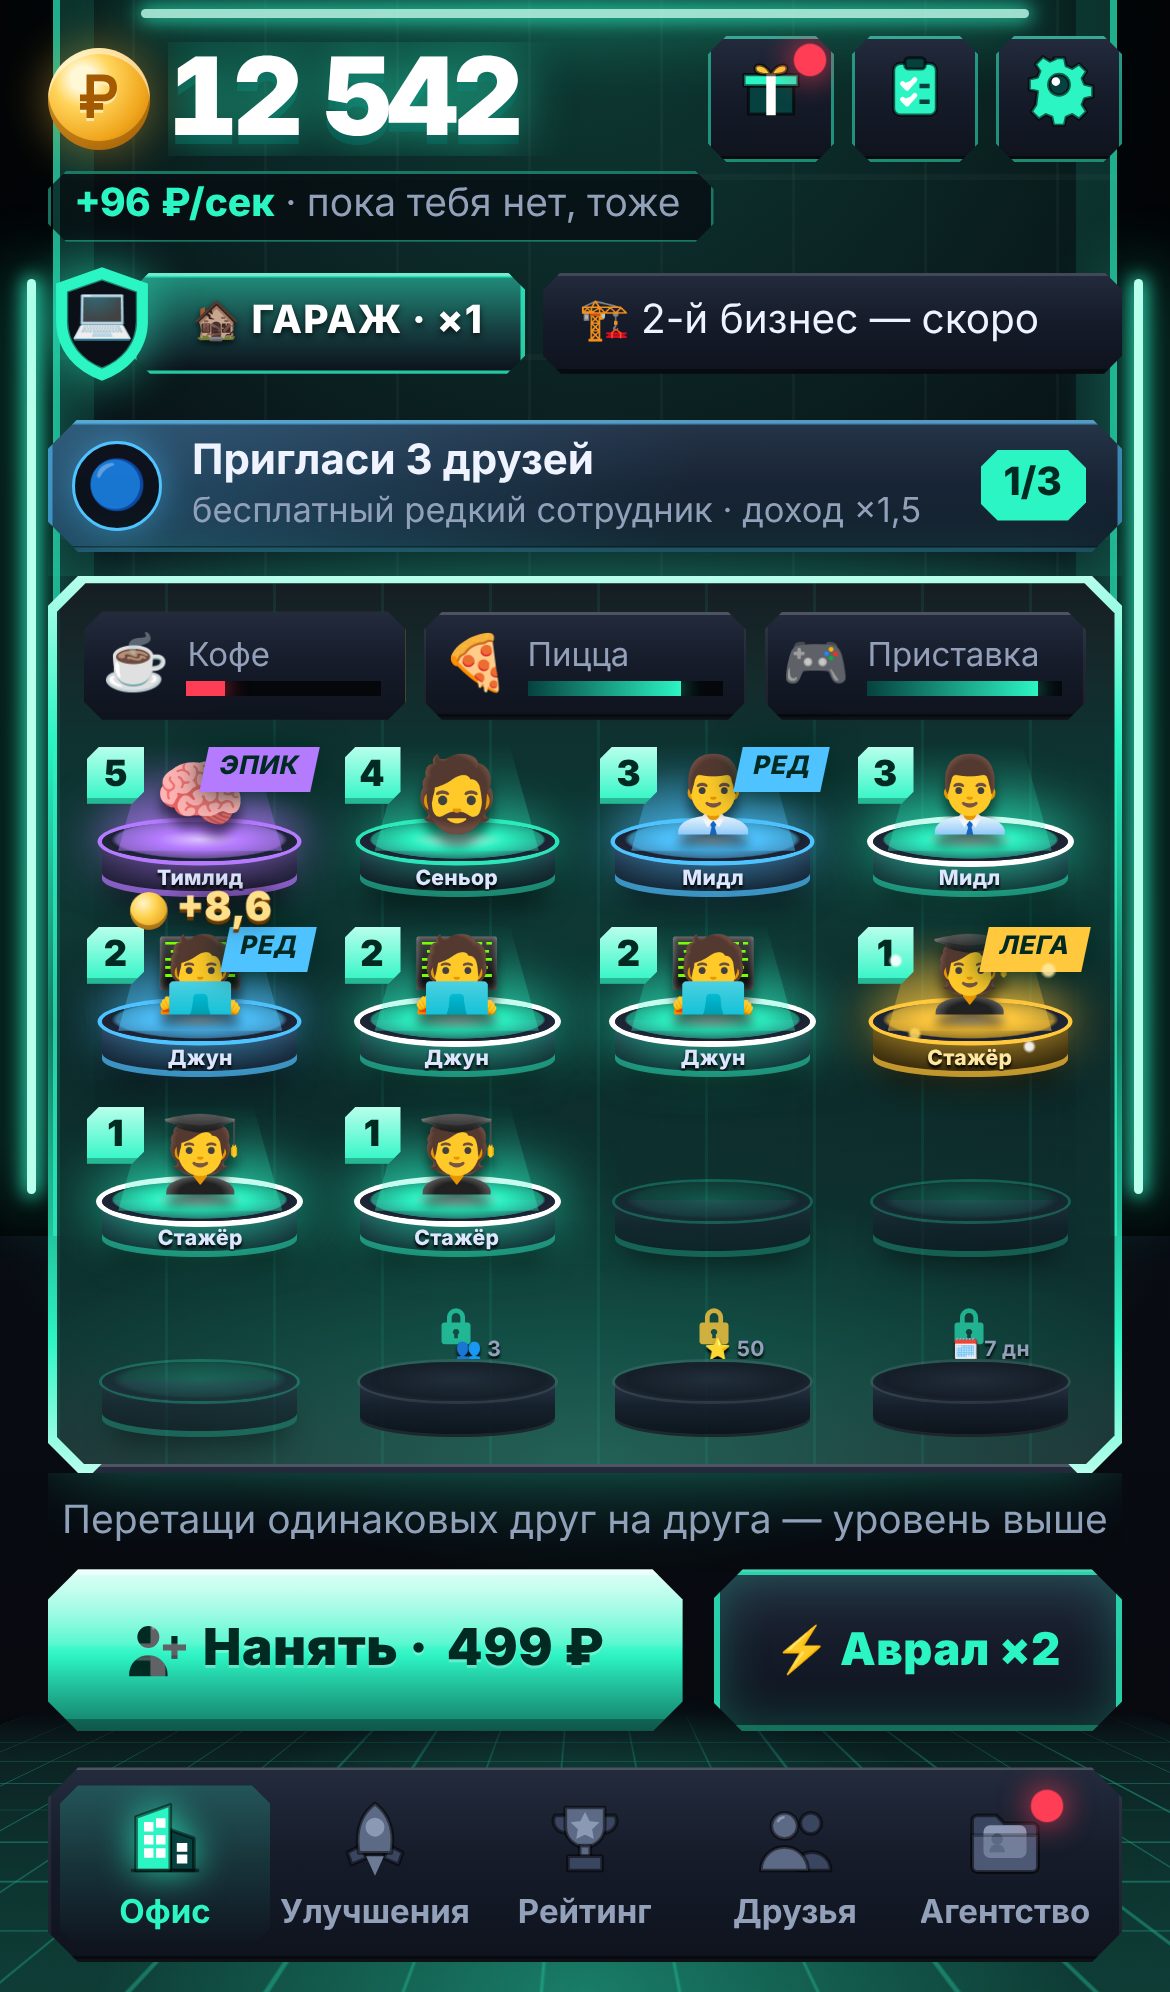 ₽ 12 542
+96 ₽/сек · пока тебя нет, тоже
ГАРАЖ · ×1
2-й бизнес — скоро
Пригласи 3 друзей
бесплатный редкий сотрудник · доход ×1,5
1/3
Кофе
Пицца
Приставка
5 ЭПИК
Тимлид
4
Сеньор
3 РЕД
Мидл
3
Мидл
+8,6
2 РЕД
Джун
2
Джун
2
Джун
1 ЛЕГА
Стажёр
1
Стажёр
1
Стажёр
3
50
7 дн
Перетащи одинаковых друг на друга — уровень выше
Нанять · 499 ₽
Аврал ×2
Офис
Улучшения
Рейтинг
Друзья
Агентство